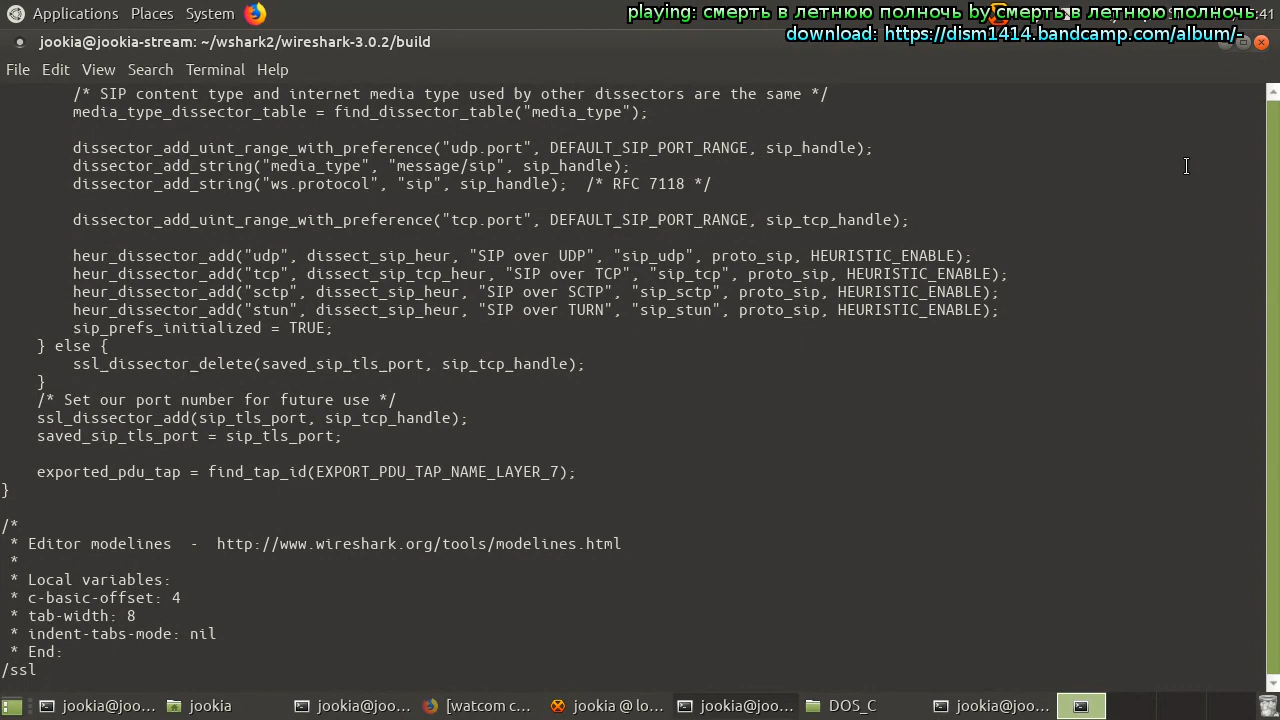 Applications Places System
playing: смерть в летнюю полночь by смерть в летнюю полночь
:41
download: https://dism1414.bandcamp.com/album/-
jookia@jookia-stream: ~/wshark2/wireshark-3.0.2/build
File Edit View Search Terminal Help
/* SIP content type and internet media type used by other dissectors are the same */
media_type_dissector_table = find_dissector_table("media_type");
dissector_add_uint_range_with_preference("udp.port", DEFAULT_SIP_PORT_RANGE, sip_handle);
dissector_add_string("media_type", "message/sip", sip_handle);
dissector_add_string("ws.protocol", "sip", sip_handle);  /* RFC 7118 */
dissector_add_uint_range_with_preference("tcp.port", DEFAULT_SIP_PORT_RANGE, sip_tcp_handle);
heur_dissector_add("udp", dissect_sip_heur, "SIP over UDP", "sip_udp", proto_sip, HEURISTIC_ENABLE);
heur_dissector_add("tcp", dissect_sip_tcp_heur, "SIP over TCP", "sip_tcp", proto_sip, HEURISTIC_ENABLE);
heur_dissector_add("sctp", dissect_sip_heur, "SIP over SCTP", "sip_sctp", proto_sip, HEURISTIC_ENABLE);
heur_dissector_add("stun", dissect_sip_heur, "SIP over TURN", "sip_stun", proto_sip, HEURISTIC_ENABLE);
sip_prefs_initialized = TRUE;
} else {
ssl_dissector_delete(saved_sip_tls_port, sip_tcp_handle);
}
/* Set our port number for future use */
ssl_dissector_add(sip_tls_port, sip_tcp_handle);
saved_sip_tls_port = sip_tls_port;
exported_pdu_tap = find_tap_id(EXPORT_PDU_TAP_NAME_LAYER_7);
}
/*
* Editor modelines  -  http://www.wireshark.org/tools/modelines.html
*
* Local variables:
* c-basic-offset: 4
* tab-width: 8
* indent-tabs-mode: nil
* End:
/ssl
jookia@joo... jookia jookia@joo... [watcom c... jookia @ lo... jookia@joo... DOS_C jookia@joo...